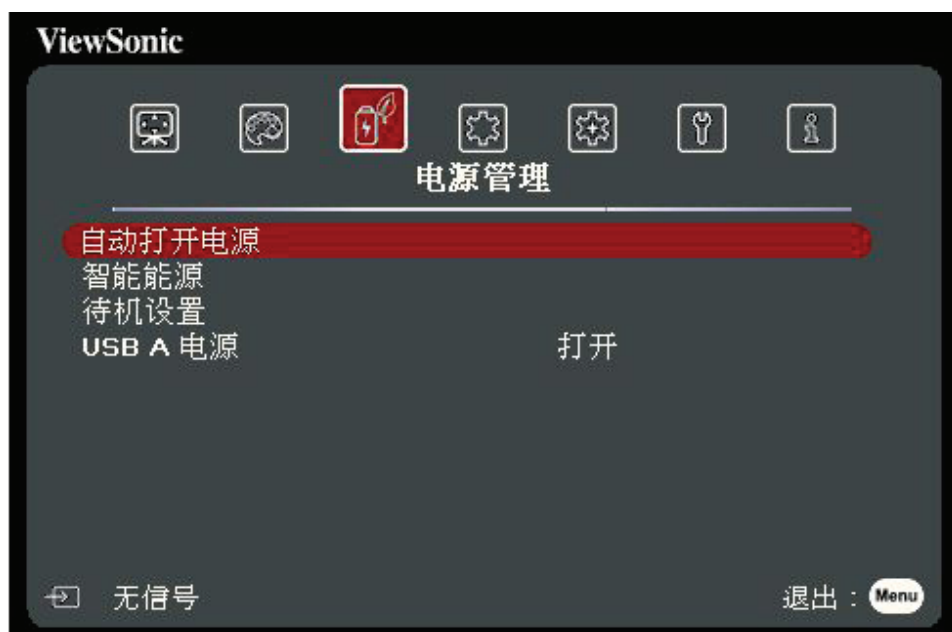 ViewSonic
电源管理
自动打开电源
智能能源
待机设置
USB A 电源 打开
无信号 退出： Menu